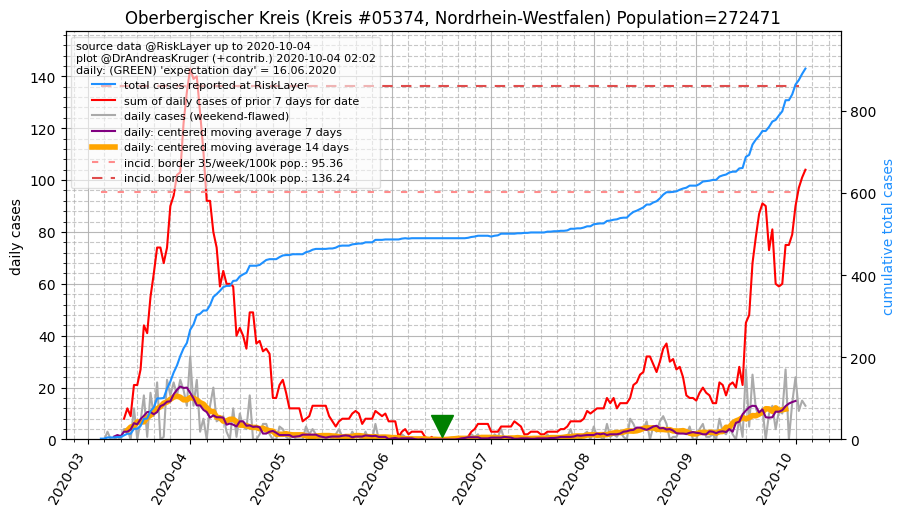 Oberbergischer Kreis (Kreis #05374, Nordrhein-Westfalen) Population=272471
source data @RiskLayer up to 2020-10-04
plot @DrAndreasKruger (+contrib.) 2020-10-04 02:02
daily: (GREEN) 'expectation day' = 16.06.2020
total cases reported at RiskLayer
sum of daily cases of prior 7 days for date
daily cases (weekend-flawed)
daily: centered moving average 7 days
daily: centered moving average 14 days
incid. border 35/week/100k pop.: 95.36
incid. border 50/week/100k pop.: 136.24
daily cases
140
120
100
80
60
40
20
0
cumulative total cases
800
600
400
200
0
2020-03
2020-04
2020-05
2020-06
2020-07
2020-08
2020-09
2020-10